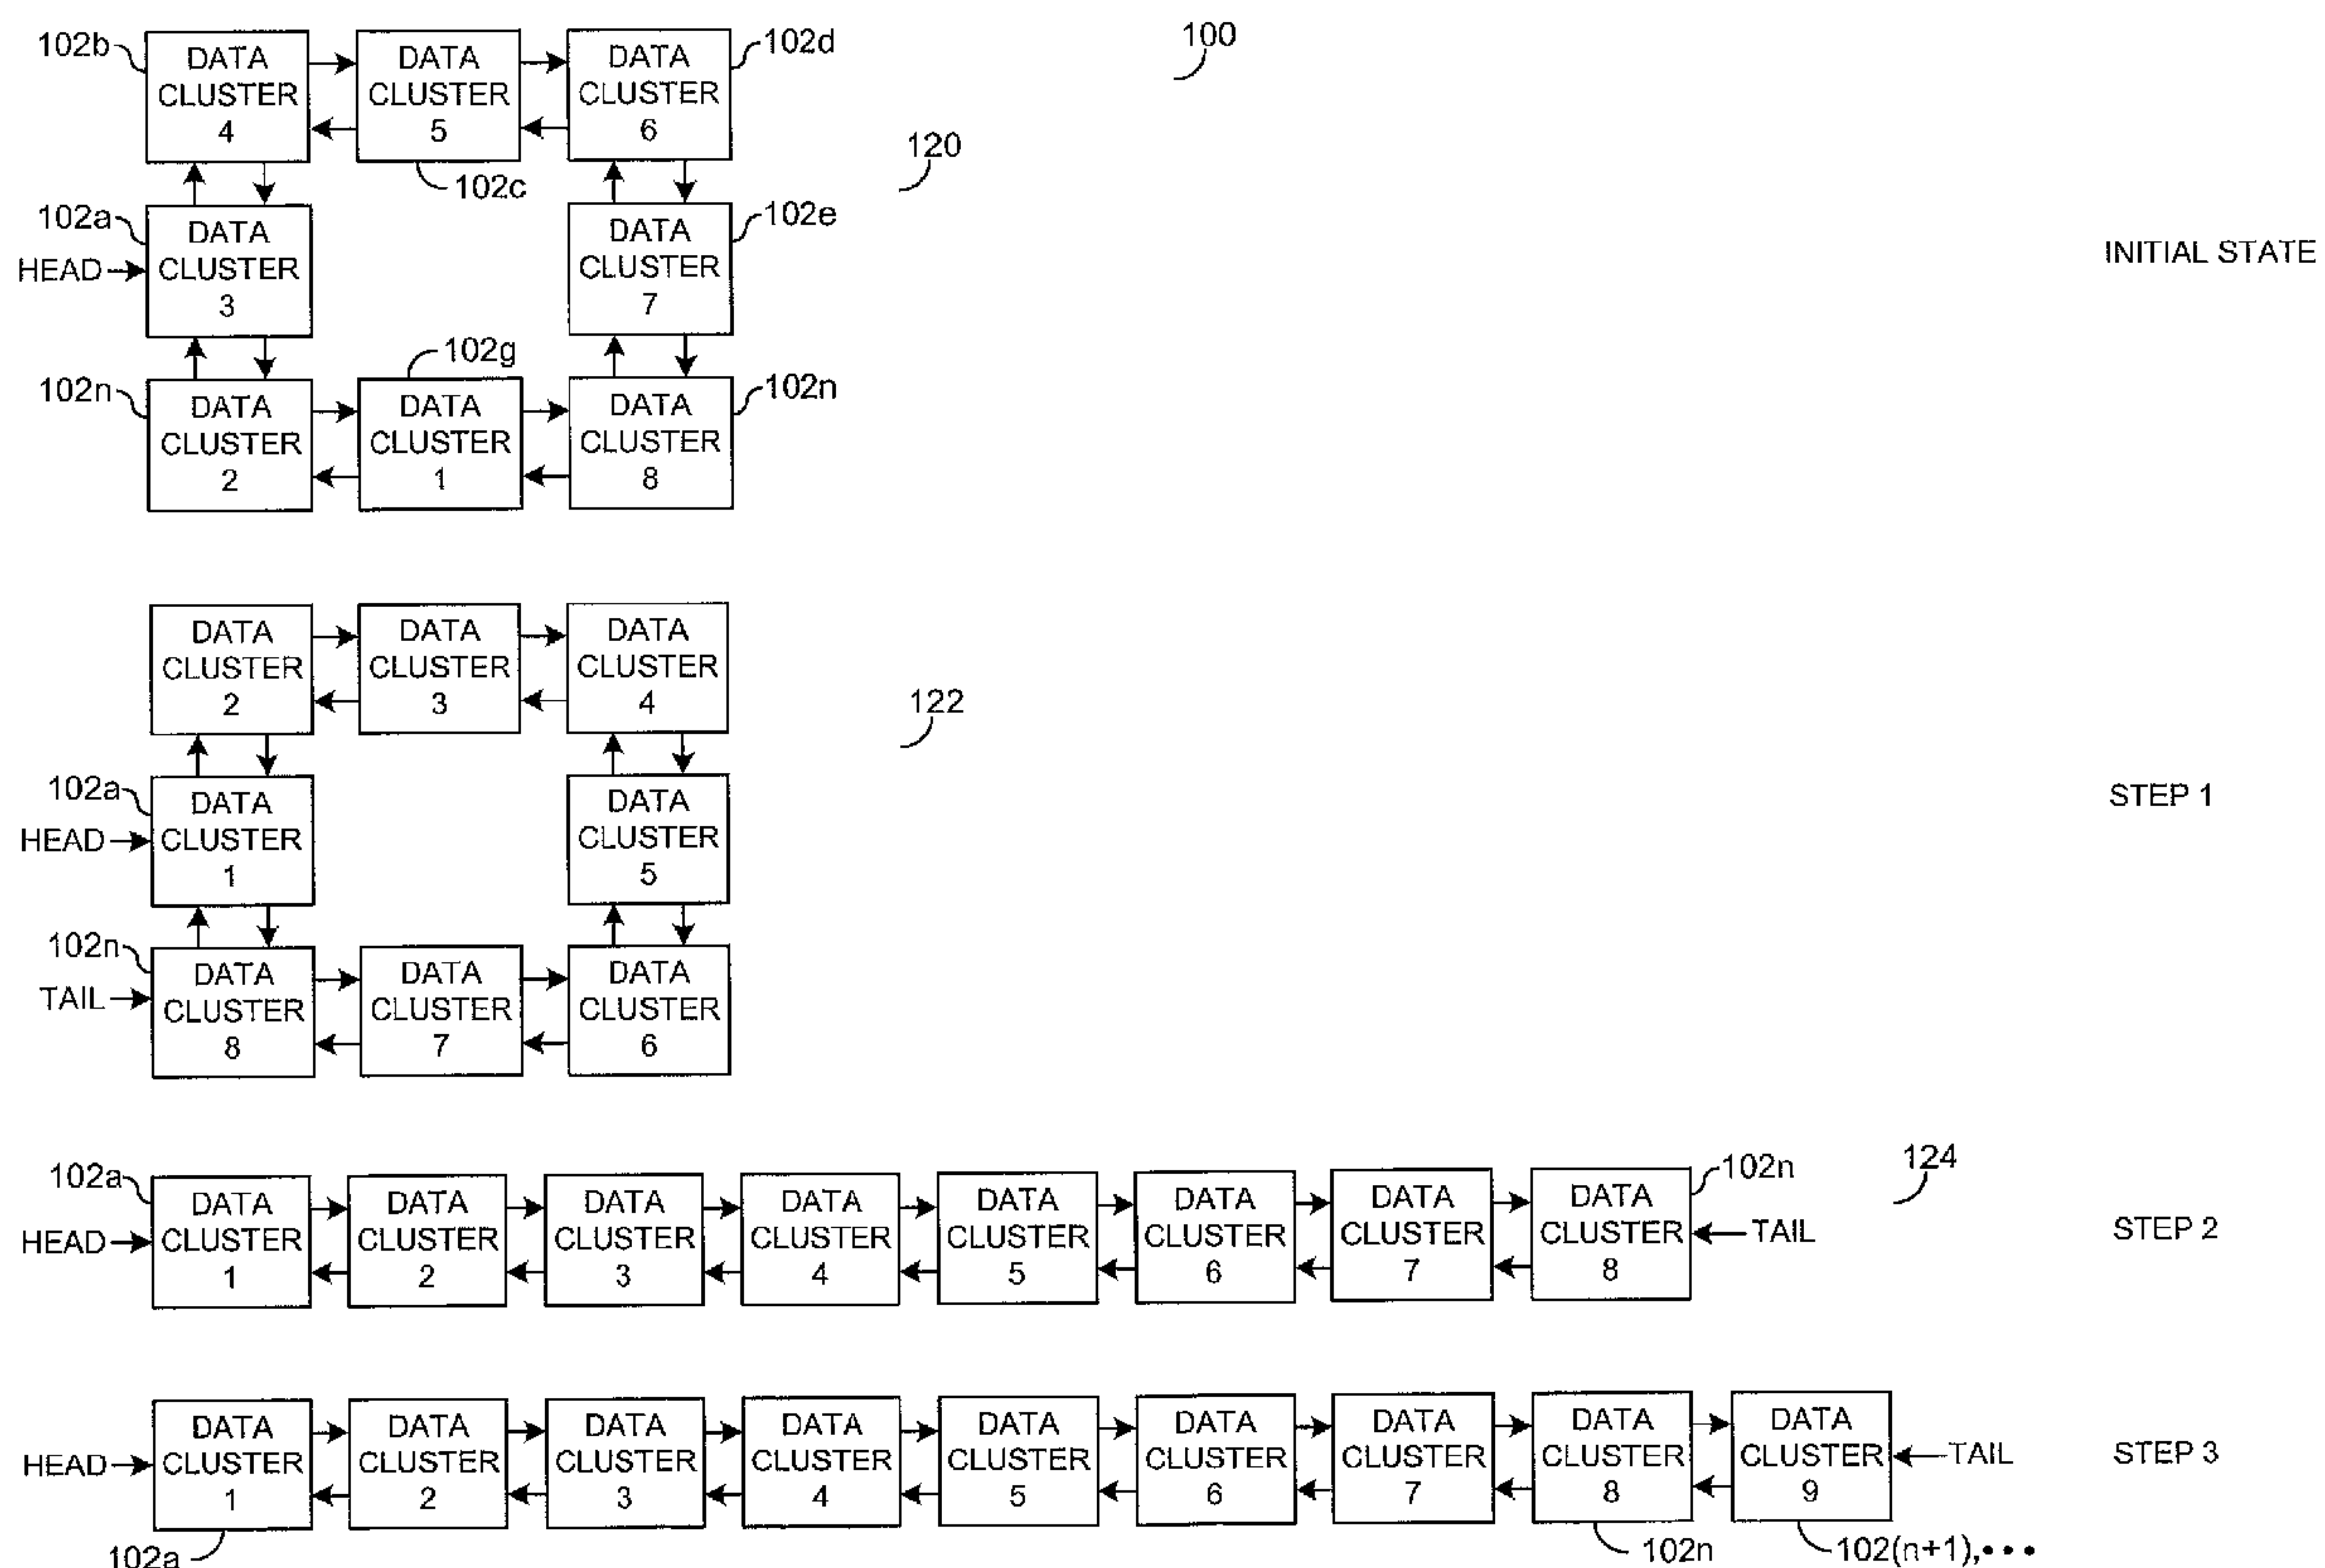 102b
DATA CLUSTER 4
DATA CLUSTER 5
DATA CLUSTER 6
102d
100
120
102c
102a
HEAD
DATA CLUSTER 3
DATA CLUSTER 7
102e
INITIAL STATE
102g
102n
DATA CLUSTER 2
DATA CLUSTER 1
DATA CLUSTER 8
102n
DATA CLUSTER 2
DATA CLUSTER 3
DATA CLUSTER 4
122
102a
HEAD
DATA CLUSTER 1
DATA CLUSTER 5
STEP 1
102n
TAIL
DATA CLUSTER 8
DATA CLUSTER 7
DATA CLUSTER 6
102a
HEAD
DATA CLUSTER 1
DATA CLUSTER 2
DATA CLUSTER 3
DATA CLUSTER 4
DATA CLUSTER 5
DATA CLUSTER 6
DATA CLUSTER 7
DATA CLUSTER 8
102n
TAIL
124
STEP 2
HEAD
DATA CLUSTER 1
DATA CLUSTER 2
DATA CLUSTER 3
DATA CLUSTER 4
DATA CLUSTER 5
DATA CLUSTER 6
DATA CLUSTER 7
DATA CLUSTER 8
DATA CLUSTER 9
TAIL
STEP 3
102a
102n
102(n+1),•••